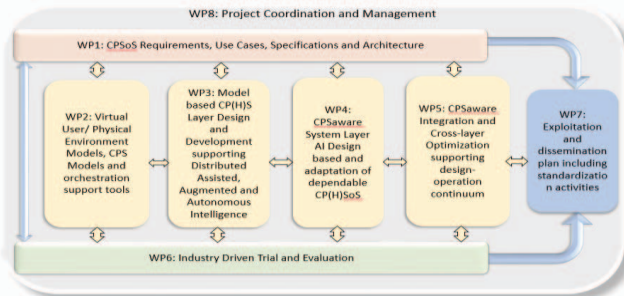 WP8: Project Coordination and Management
WP1: CPSoS Requirements, Use Cases, Specifications and Architecture
WP2: Virtual
User/ Physical
Environment
Models, CPS
Models and
orchestration
support tools
WP3: Model
based CP(H)S
Layer Design
and
Development
supporting
Distributed
Assisted,
Augmented and
Autonomous
Intelligence
WP4:
CPSaware
System Layer
AI Design
based and
adaptation of
dependable
CP(H)SoS
WP5: CPSaware
Integration and
Cross-layer
Optimization
supporting
design-
operation
continuum
WP7:
Exploitation
and
dissemination
plan including
standardizatio
n activities
WP6: Industry Driven Trial and Evaluation